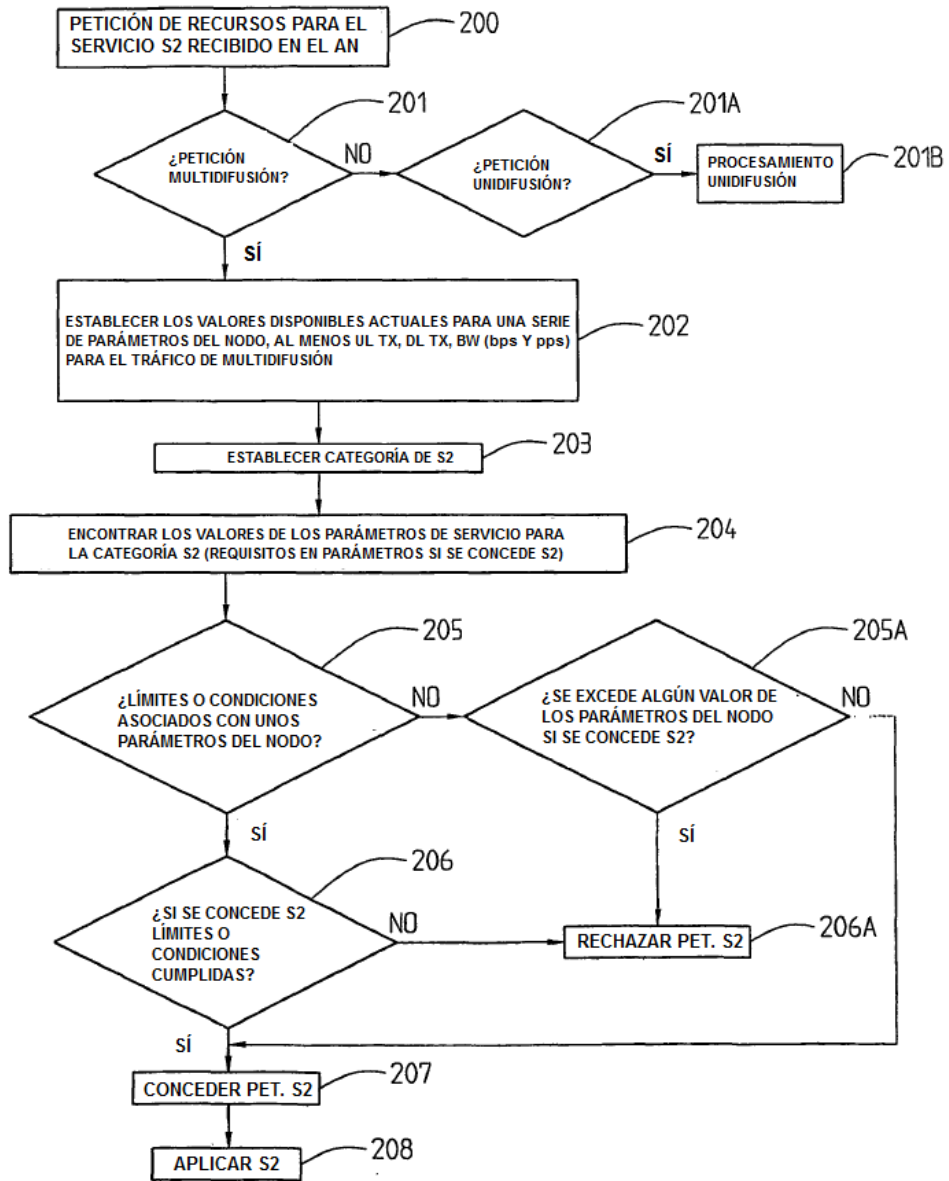 PETICIÓN DE RECURSOS PARA EL
SERVICIO S2 RECIBIDO EN EL AN
200
201
¿PETICIÓN
MULTIDIFUSIÓN?
NO
201A
¿PETICIÓN
UNIDIFUSIÓN?
SÍ
PROCESAMIENTO
UNIDIFUSIÓN
201B
SÍ
ESTABLECER LOS VALORES DISPONIBLES ACTUALES PARA UNA SERIE
DE PARÁMETROS DEL NODO, AL MENOS UL TX, DL TX, BW (bps Y pps)
PARA EL TRÁFICO DE MULTIDIFUSIÓN
202
ESTABLECER CATEGORÍA DE S2
203
ENCONTRAR LOS VALORES DE LOS PARÁMETROS DE SERVICIO PARA
LA CATEGORÍA S2 (REQUISITOS EN PARÁMETROS SI SE CONCEDE S2)
204
205
¿LÍMITES O CONDICIONES
ASOCIADOS CON UNOS
PARÁMETROS DEL NODO?
NO
205A
¿SE EXCEDE ALGÚN VALOR DE
LOS PARÁMETROS DEL NODO
SI SE CONCEDE S2?
NO
SÍ
SÍ
206
¿SI SE CONCEDE S2
LÍMITES O
CONDICIONES
CUMPLIDAS?
NO
RECHAZAR PET. S2
206A
SÍ
CONCEDER PET. S2
207
APLICAR S2
208